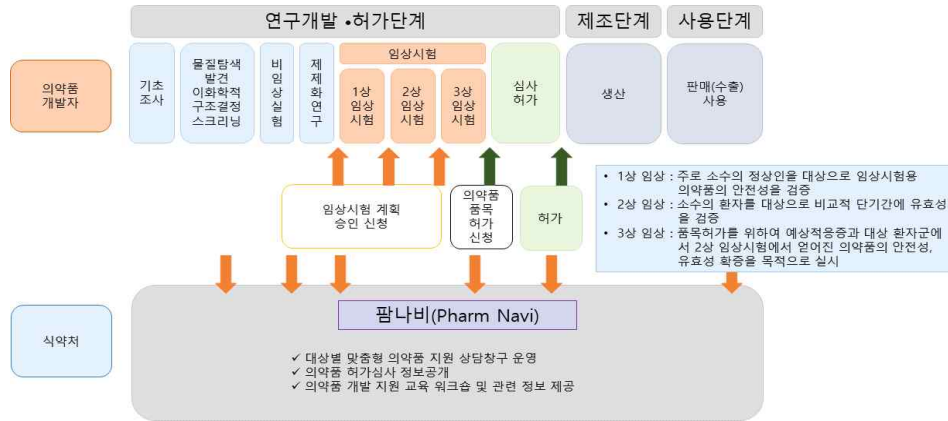 연구개발 •허가단계
제조단계
사용단계
의약품
개발자
기초
조사
물질탐색
발견
이화학적
구조결정
스크리닝
비
임
상
실
험
제
제
화
연
구
임상시험
1상
임상
시험
2상
임상
시험
3상
임상
시험
심사
허가
생산
판매(수출)
사용
임상시험 계획
승인 신청
의약품
품목
허가
신청
허가
• 1상 임상 : 주로 소수의 정상인을 대상으로 임상시험용
의약품의 안전성을 검증
• 2상 임상 : 소수의 환자를 대상으로 비교적 단기간에 유효성
을 검증
• 3상 임상 : 품목허가를 위하여 예상적응증과 대상 환자군에
서 2상 임상시험에서 얻어진 의약품의 안전성,
유효성 확증을 목적으로 실시
식약처
팜나비(Pharm Navi)
✓ 대상별 맞춤형 의약품 지원 상담창구 운영
✓ 의약품 허가심사 정보공개
✓ 의약품 개발 지원 교육 워크숍 및 관련 정보 제공